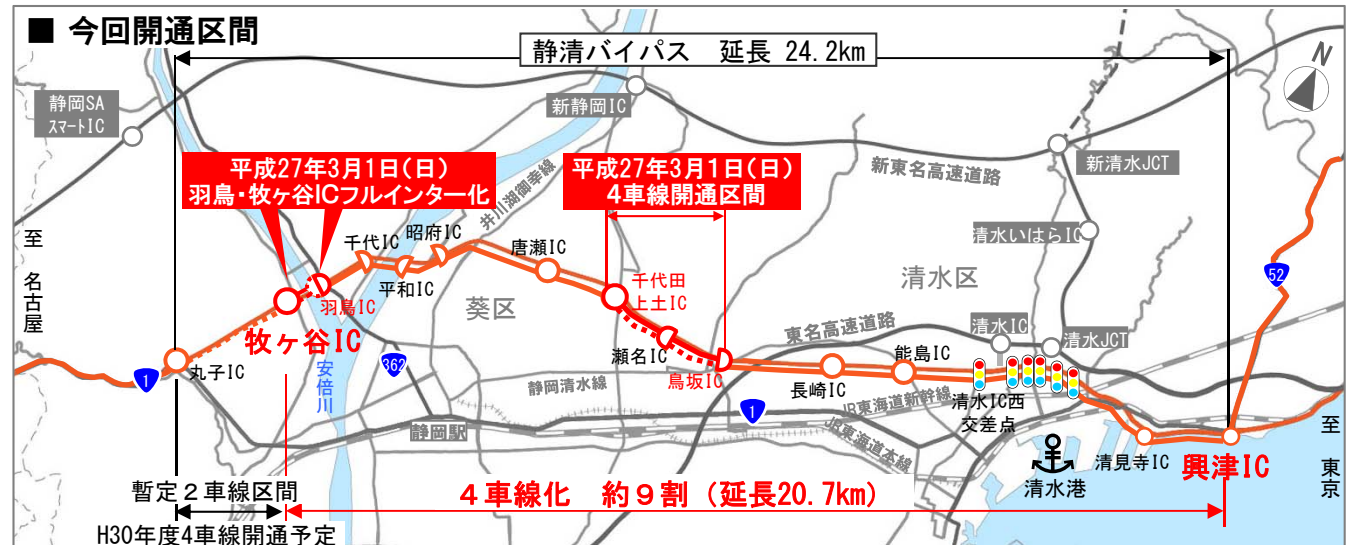 ■ 今回開通区間
静清バイパス 延長 24.2km
N
静岡SA
スマートIC
新静岡IC
平成27年3月1日(日)
羽鳥・牧ヶ谷ICフルインター化
平成27年3月1日(日)
4車線開通区間
新東名高速道路
新清水JCT
井川湖御幸線
至 名古屋
千代IC
昭府IC
平和IC
唐瀬IC
千代田
上土IC
清水いはらIC
清水区
52
羽鳥IC
葵区
牧ヶ谷IC
東名高速道路
清水IC
清水JCT
瀬名IC
鳥坂IC
能島IC
長崎IC
1
丸子IC
安倍川
362
静岡清水線
静岡駅
1
JR東海道新幹線
JR東海道本線
清水IC西
交差点
清見寺IC
興津IC
清水港
至 東京
暫定2車線区間
4車線化 約9割(延長20.7km)
H30年度4車線開通予定